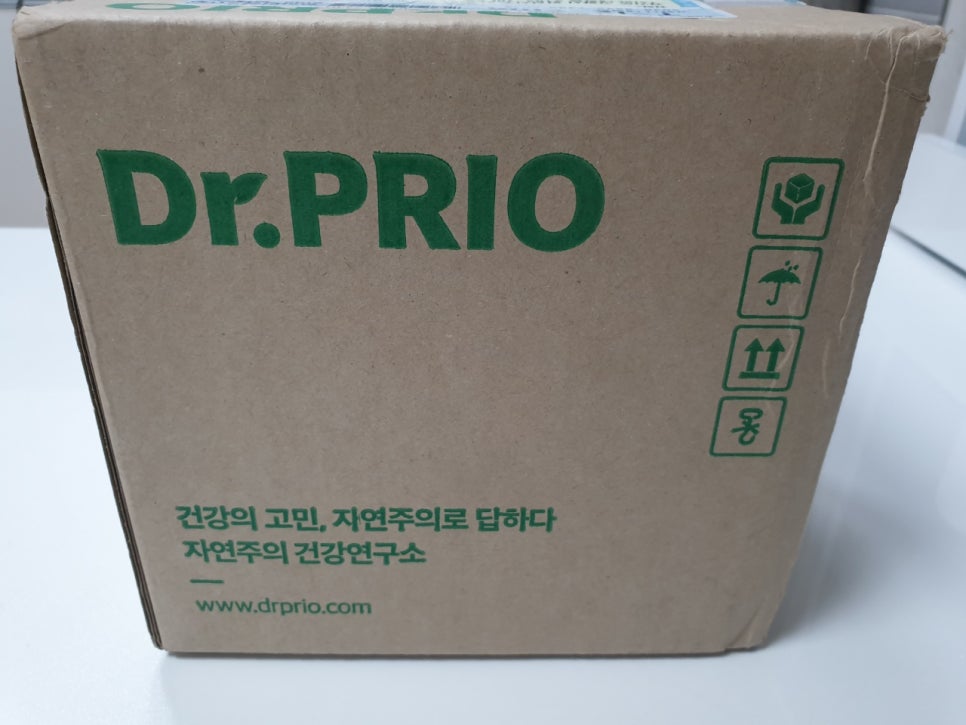 Dr.PRIO
건강의 고민, 자연주의로 답하다
자연주의 건강연구소
www.drprio.com